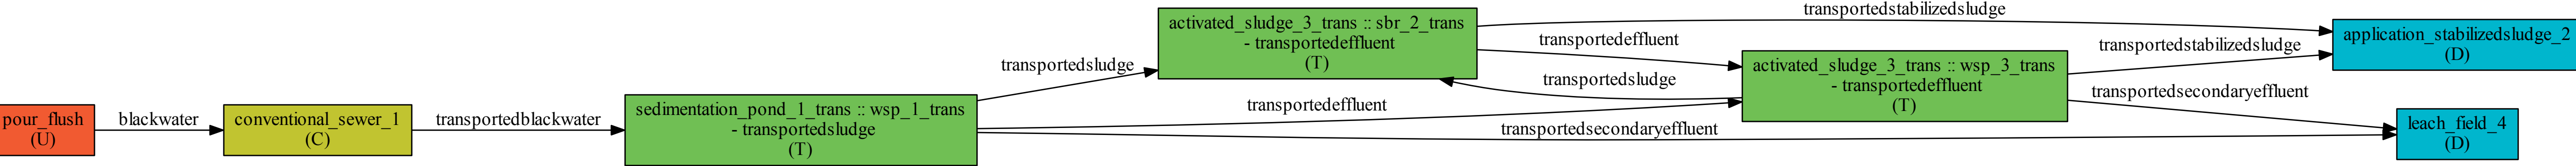 pour_flush
(U)
blackwater
conventional_sewer_1
(C)
transportedblackwater
sedimentation_pond_1_trans :: wsp_1_trans
- transportedsludge
(T)
transportedsludge
transportedeffluent
transportedsecondaryeffluent
activated_sludge_3_trans :: sbr_2_trans
- transportedeffluent
(T)
transportedstabilizedsludge
transportedeffluent
transportedsludge
activated_sludge_3_trans :: wsp_3_trans
- transportedeffluent
(T)
transportedstabilizedsludge
transportedsecondaryeffluent
application_stabilizedsludge_2
(D)
leach_field_4
(D)